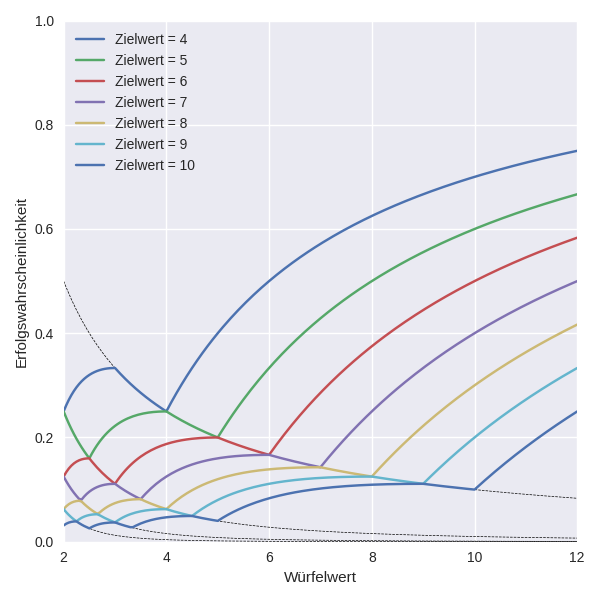 1.0
Zielwert = 4
Zielwert = 5
Zielwert = 6
Zielwert = 7
Zielwert = 8
Zielwert = 9
Zielwert = 10
0.8
0.6
0.4
0.2
0.0
Erfolgswahrscheinlichkeit
2 4 6 8 10 12
Würfelwert